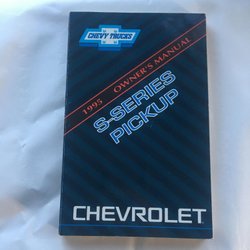 CHEVY TRUCKS
1995 OWNER'S MANUAL
S-SERIES
PICKUP
CHEVROLET